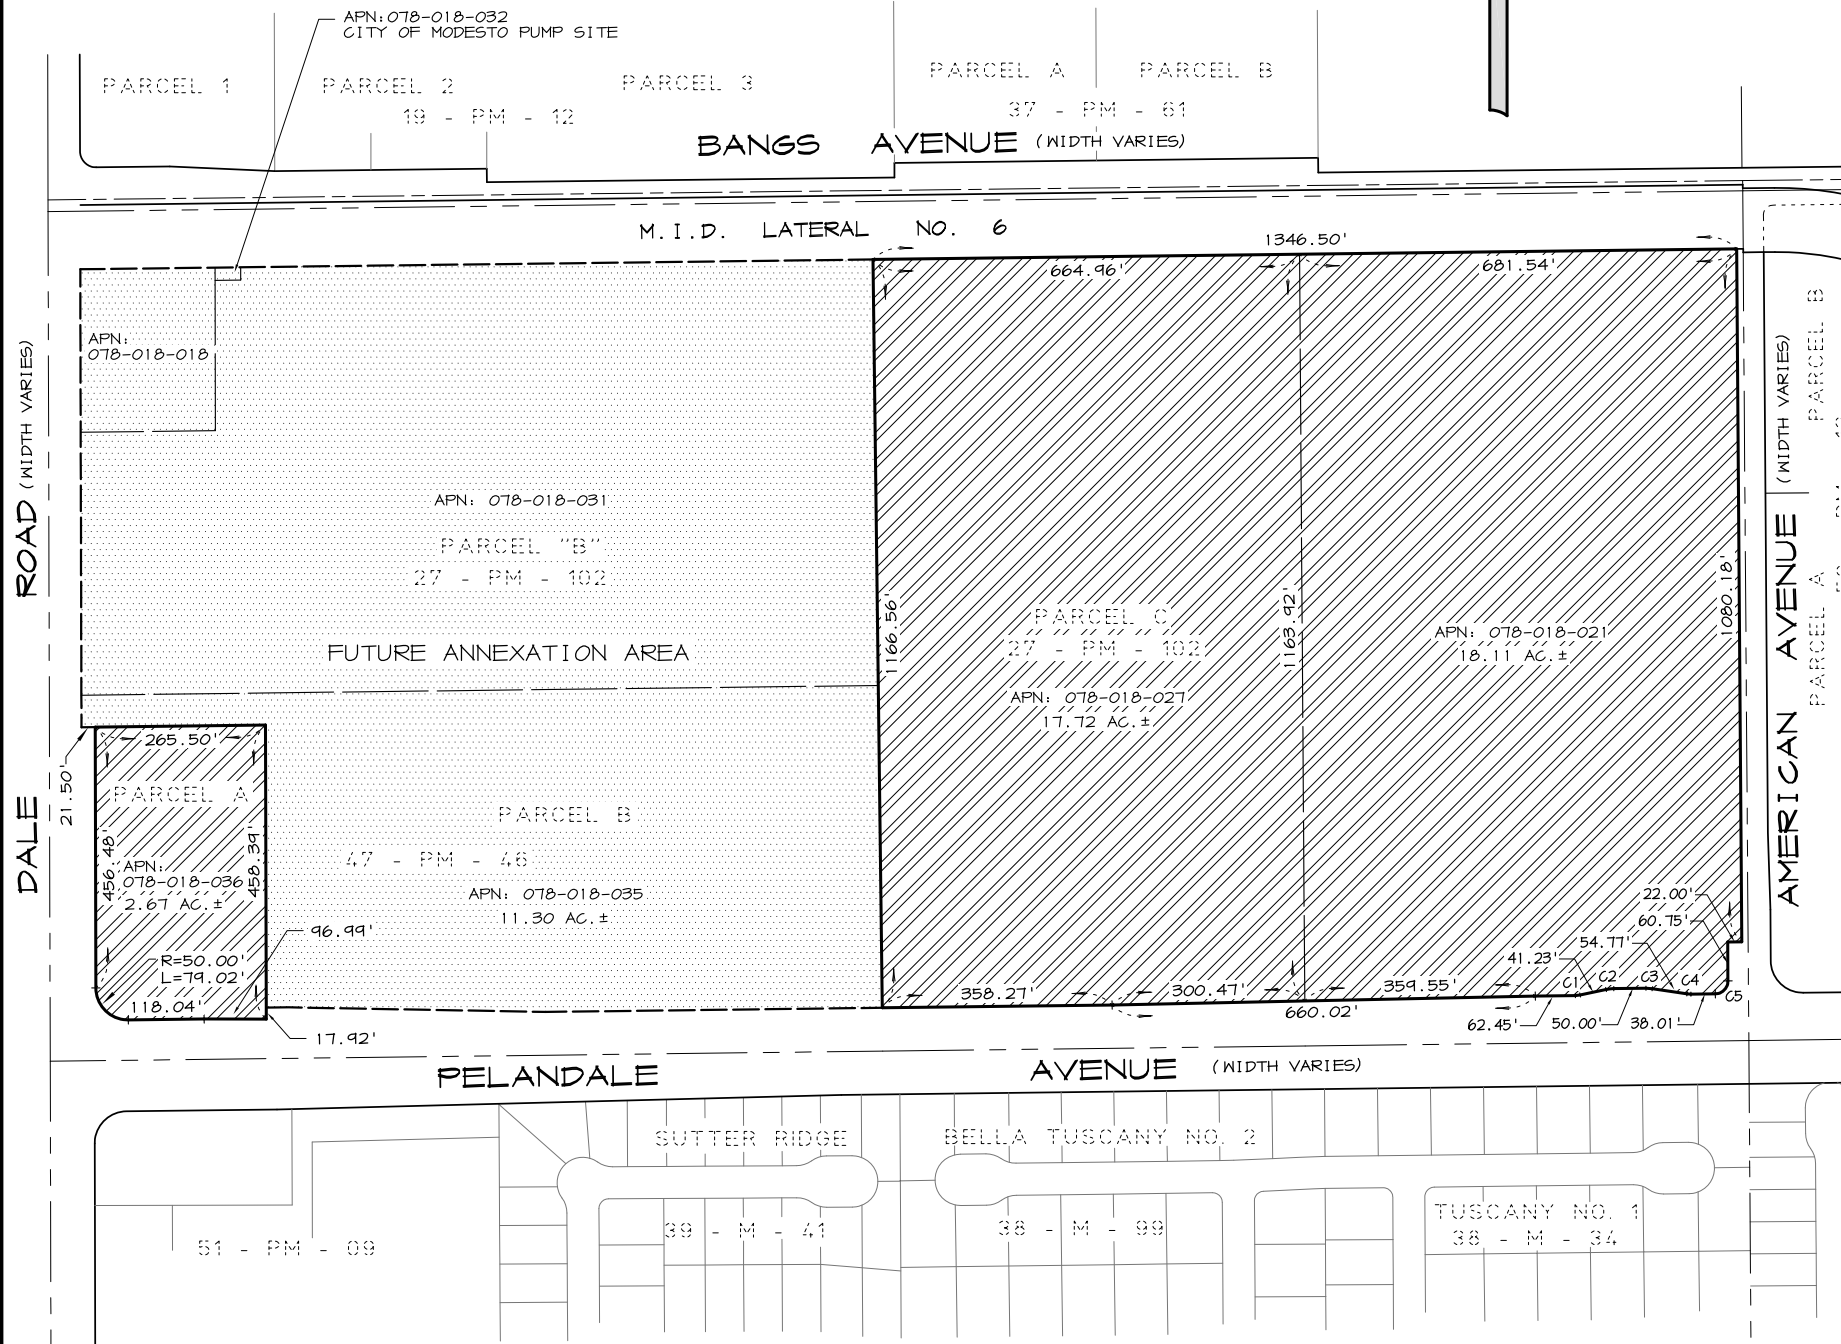 APN:078-018-032
CITY OF MODESTO PUMP SITE
PARCEL 1
PARCEL 2
PARCEL 3
19 - PM - 12
PARCEL A
PARCEL B
37 - PM - 61
BANGS AVENUE (WIDTH VARIES)
M.I.D. LATERAL NO. 6
1346.50'
664.96'
681.54'
APN:
078-018-018
DALE ROAD (WIDTH VARIES)
APN: 078-018-031
PARCEL "B"
27 - PM - 102
FUTURE ANNEXATION AREA
1166.56'
PARCEL C
27 - PM - 102
APN: 078-018-027
17.72 AC.±
1163.92'
APN: 078-018-021
18.11 AC.±
1080.18'
AMERICAN AVENUE (WIDTH VARIES)
PARCEL B
PARCEL A
21.50'
265.50'
PARCEL A
456.48'
APN:
078-018-036
2.67 AC.±
458.39'
R=50.00'
L=79.02'
118.04'
96.99'
17.92'
PARCEL B
47 - PM - 46
APN: 078-018-035
11.30 AC.±
358.27'
300.47'
359.55'
660.02'
22.00'
60.75'
54.77'
41.23'
C1
C2
C3
C4
C5
62.45'
50.00'
38.01'
PELANDALE AVENUE (WIDTH VARIES)
SUTTER RIDGE
39 - M - 41
BELLA TUSCANY NO. 2
38 - M - 99
TUSCANY NO. 1
38 - M - 34
51 - PM - 09